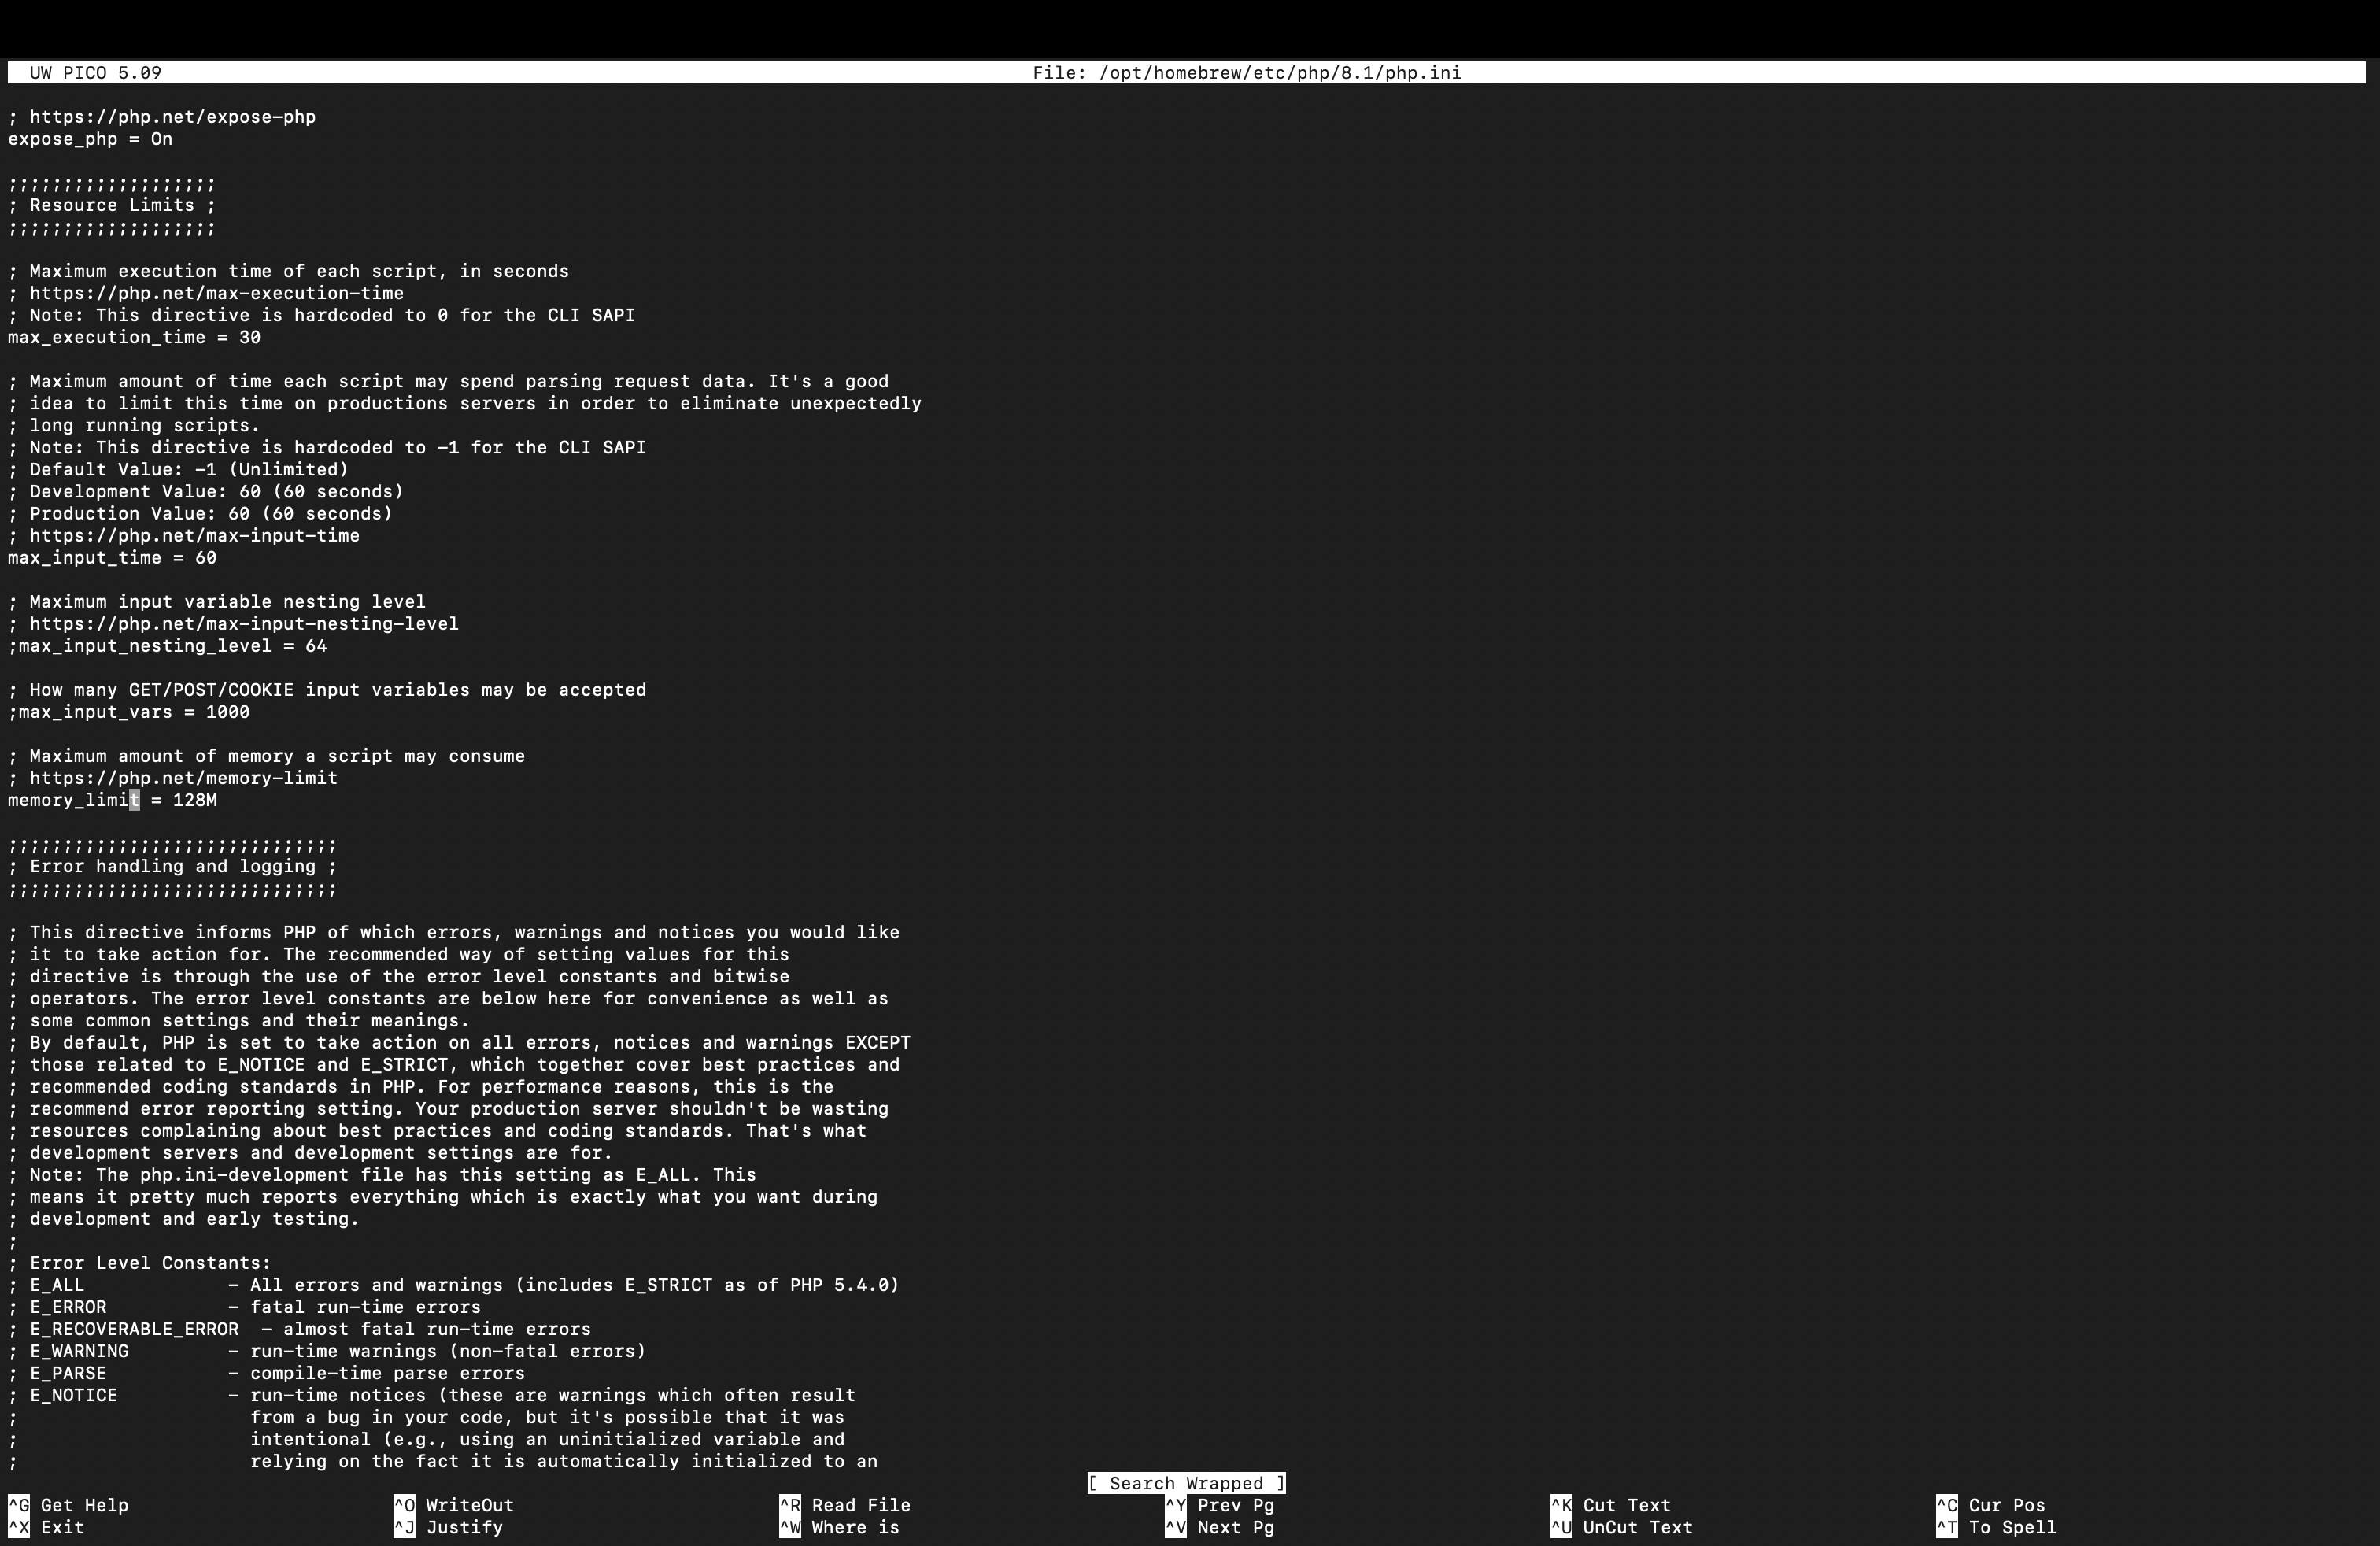 UW PICO 5.09 File: /opt/homebrew/etc/php/8.1/php.ini
; https://php.net/expose-php
expose_php = On
;;;;;;;;;;;;;;;;;;;
; Resource Limits ;
;;;;;;;;;;;;;;;;;;;
; Maximum execution time of each script, in seconds
; https://php.net/max-execution-time
; Note: This directive is hardcoded to 0 for the CLI SAPI
max_execution_time = 30
; Maximum amount of time each script may spend parsing request data. It's a good
; idea to limit this time on productions servers in order to eliminate unexpectedly
; long running scripts.
; Note: This directive is hardcoded to -1 for the CLI SAPI
; Default Value: -1 (Unlimited)
; Development Value: 60 (60 seconds)
; Production Value: 60 (60 seconds)
; https://php.net/max-input-time
max_input_time = 60
; Maximum input variable nesting level
; https://php.net/max-input-nesting-level
;max_input_nesting_level = 64
; How many GET/POST/COOKIE input variables may be accepted
;max_input_vars = 1000
; Maximum amount of memory a script may consume
; https://php.net/memory-limit
memory_limit = 128M
;;;;;;;;;;;;;;;;;;;;;;;;;;;;;;
; Error handling and logging ;
;;;;;;;;;;;;;;;;;;;;;;;;;;;;;;
; This directive informs PHP of which errors, warnings and notices you would like
; it to take action for. The recommended way of setting values for this
; directive is through the use of the error level constants and bitwise
; operators. The error level constants are below here for convenience as well as
; some common settings and their meanings.
; By default, PHP is set to take action on all errors, notices and warnings EXCEPT
; those related to E_NOTICE and E_STRICT, which together cover best practices and
; recommended coding standards in PHP. For performance reasons, this is the
; recommend error reporting setting. Your production server shouldn't be wasting
; resources complaining about best practices and coding standards. That's what
; development servers and development settings are for.
; Note: The php.ini-development file has this setting as E_ALL. This
; means it pretty much reports everything which is exactly what you want during
; development and early testing.
;
; Error Level Constants:
; E_ALL             - All errors and warnings (includes E_STRICT as of PHP 5.4.0)
; E_ERROR           - fatal run-time errors
; E_RECOVERABLE_ERROR  - almost fatal run-time errors
; E_WARNING         - run-time warnings (non-fatal errors)
; E_PARSE           - compile-time parse errors
; E_NOTICE          - run-time notices (these are warnings which often result
;                     from a bug in your code, but it's possible that it was
;                     intentional (e.g., using an uninitialized variable and
;                     relying on the fact it is automatically initialized to an
[ Search Wrapped ]
^G Get Help ^O WriteOut ^R Read File ^Y Prev Pg ^K Cut Text ^C Cur Pos
^X Exit ^J Justify ^W Where is ^V Next Pg ^U UnCut Text ^T To Spell